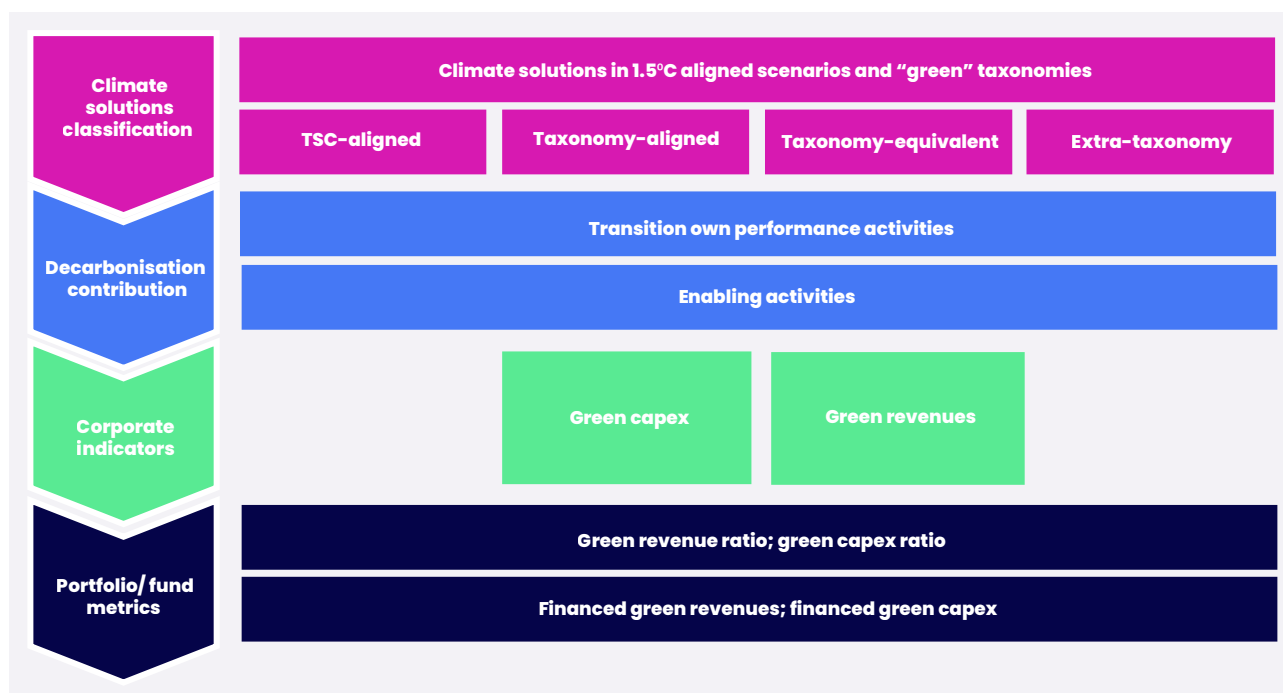 Climate
solutions
classification
Climate solutions in 1.5⁰C aligned scenarios and “green” taxonomies
TSC-aligned
Taxonomy-aligned
Taxonomy-equivalent
Extra-taxonomy
Decarbonisation
contribution
Transition own performance activities
Enabling activities
Corporate
indicators
Green capex
Green revenues
Portfolio/ fund
metrics
Green revenue ratio; green capex ratio
Financed green revenues; financed green capex